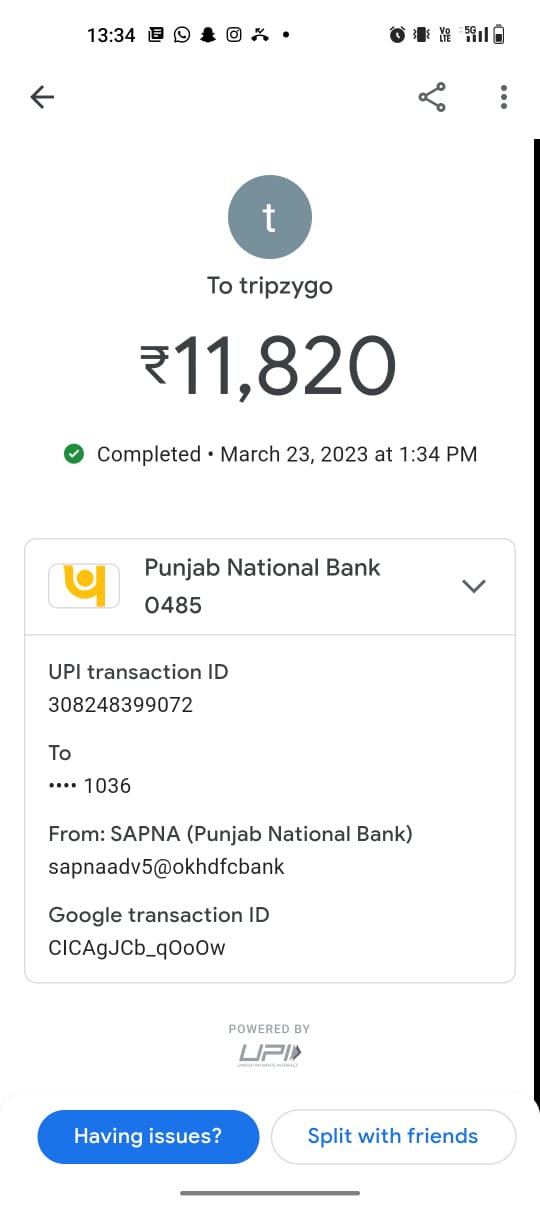 13:34
Vo
LTE
5G
t
To tripzygo
₹11,820
Completed • March 23, 2023 at 1:34 PM
Punjab National Bank
0485
UPI transaction ID
308248399072
To
•••• 1036
From: SAPNA (Punjab National Bank)
sapnaadv5@okhdfcbank
Google transaction ID
CICAgJCb_qOoOw
POWERED BY
UPI
UNIFIED PAYMENTS INTERFACE
Having issues?
Split with friends